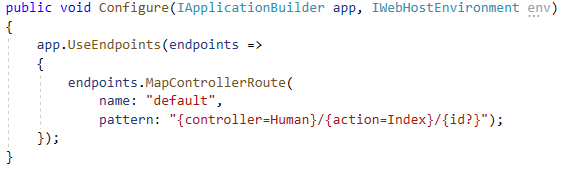 public void Configure(IApplicationBuilder app, IWebHostEnvironment env)
{
    app.UseEndpoints(endpoints =>
    {
        endpoints.MapControllerRoute(
            name: "default",
            pattern: "{controller=Human}/{action=Index}/{id?}");
    });
}